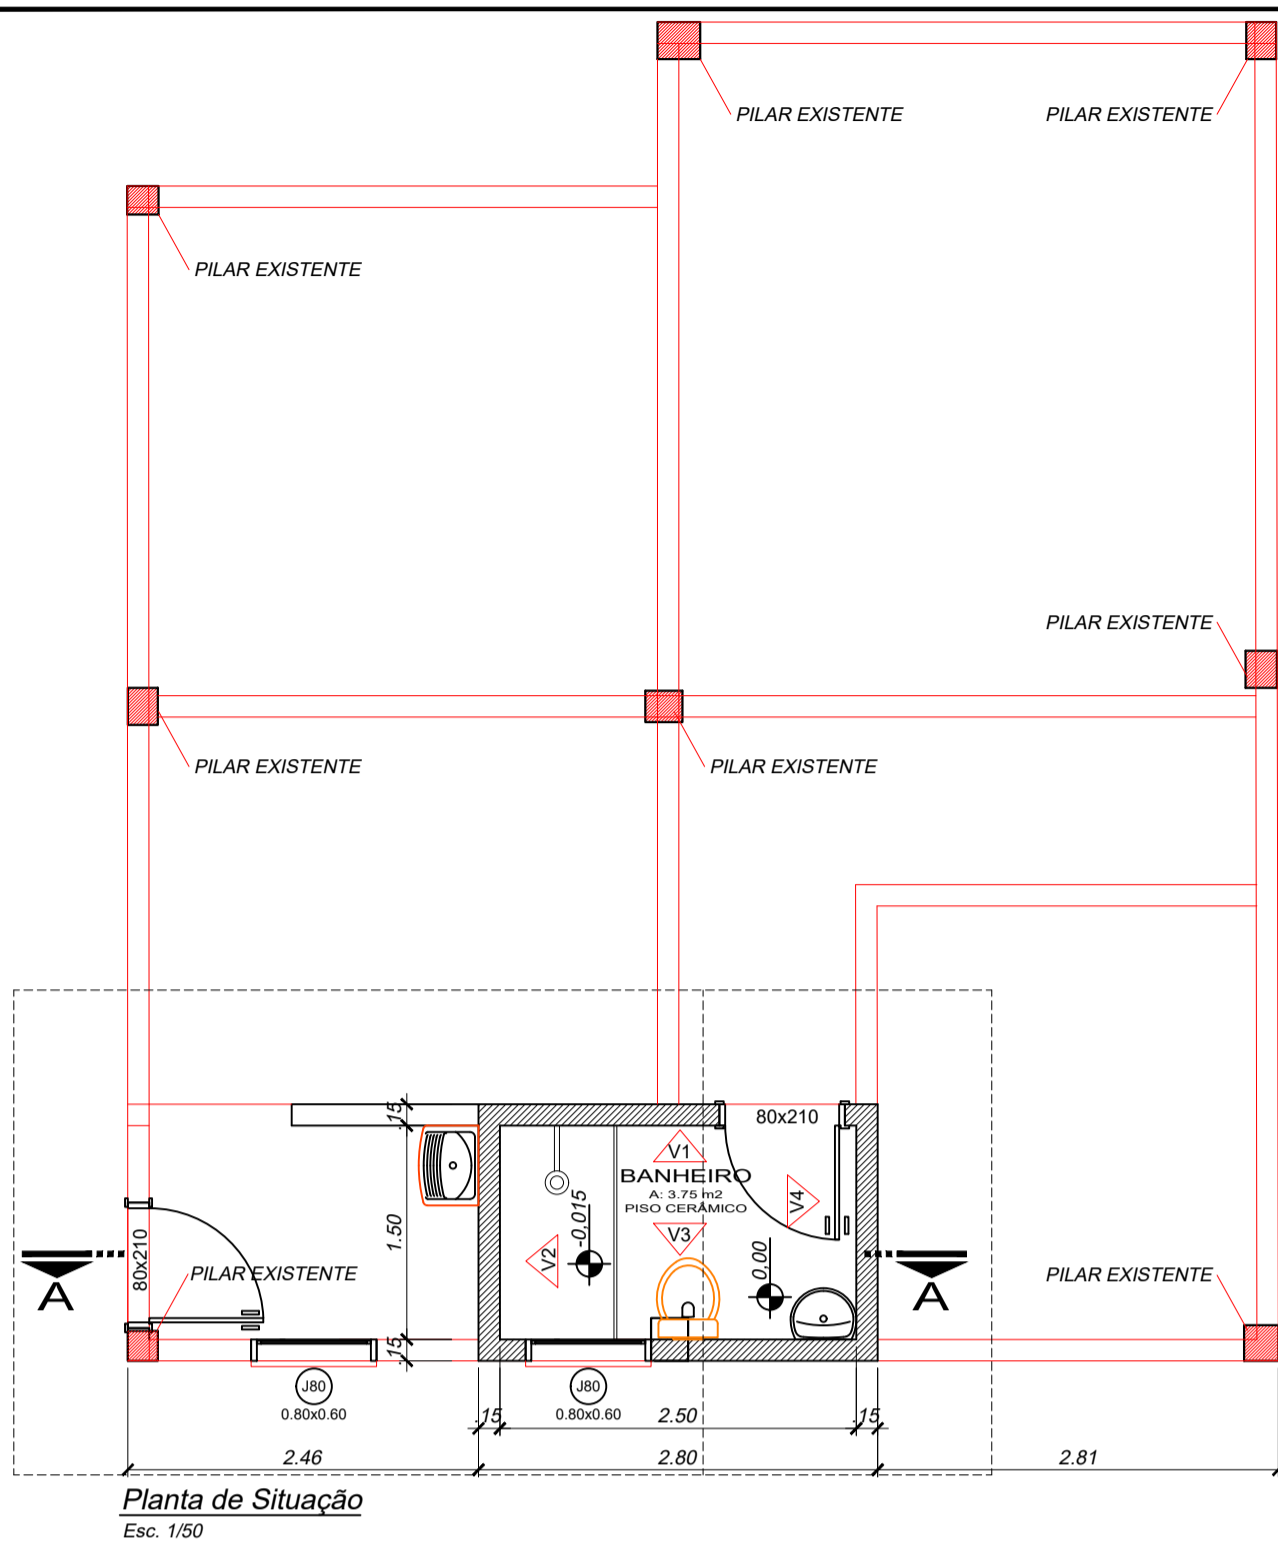 PILAR EXISTENTE
PILAR EXISTENTE
PILAR EXISTENTE
PILAR EXISTENTE
PILAR EXISTENTE
PILAR EXISTENTE
.15
80x210
V1
BANHEIRO
A: 3.75 m2
PISO CERÂMICO
V4
-0,015
1.50
V3
V2
0,00
80x210
PILAR EXISTENTE
PILAR EXISTENTE
A
A
.15
J80
0.80x0.60
J80
0.80x0.60
.15
2.50
.15
2.46
2.80
2.81
Planta de Situação
Esc. 1/50